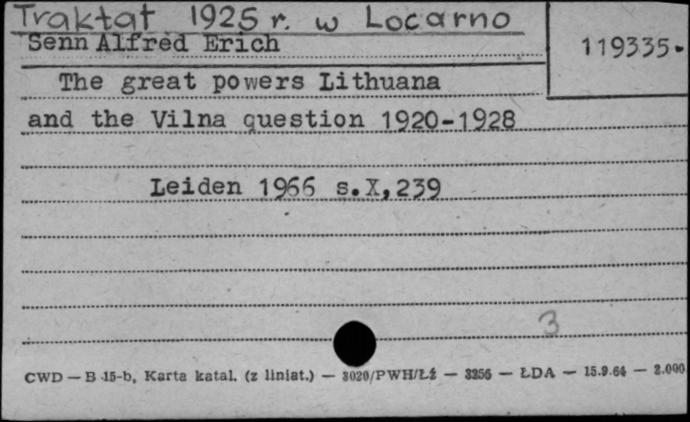 Traktat 1925 r. w Locarno
Senn Alfred Erich
119335.
The great powers Lithuana
and the Vilna question 1920-1928
Leiden 1966 s.X,239
3
CWD — B 15-b, Karta katal. (z liniat.) — 3020/PWH/Łż — 3256 — ŁDA — 15.9.64 — 2.000